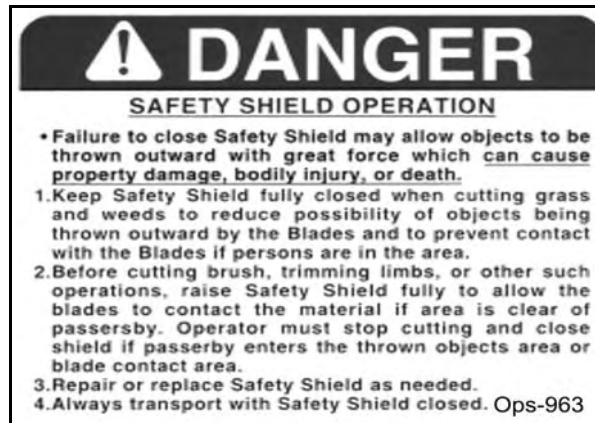 DANGER
SAFETY SHIELD OPERATION
• Failure to close Safety Shield may allow objects to be
thrown outward with great force which can cause
property damage, bodily injury, or death.
1.Keep Safety Shield fully closed when cutting grass
and weeds to reduce possibility of objects being
thrown outward by the Blades and to prevent contact
with the Blades if persons are in the area.
2.Before cutting brush, trimming limbs, or other such
operations, raise Safety Shield fully to allow the
blades to contact the material if area is clear of
passersby. Operator must stop cutting and close
shield if passerby enters the thrown objects area or
blade contact area.
3.Repair or replace Safety Shield as needed.
4.Always transport with Safety Shield closed. Ops-963